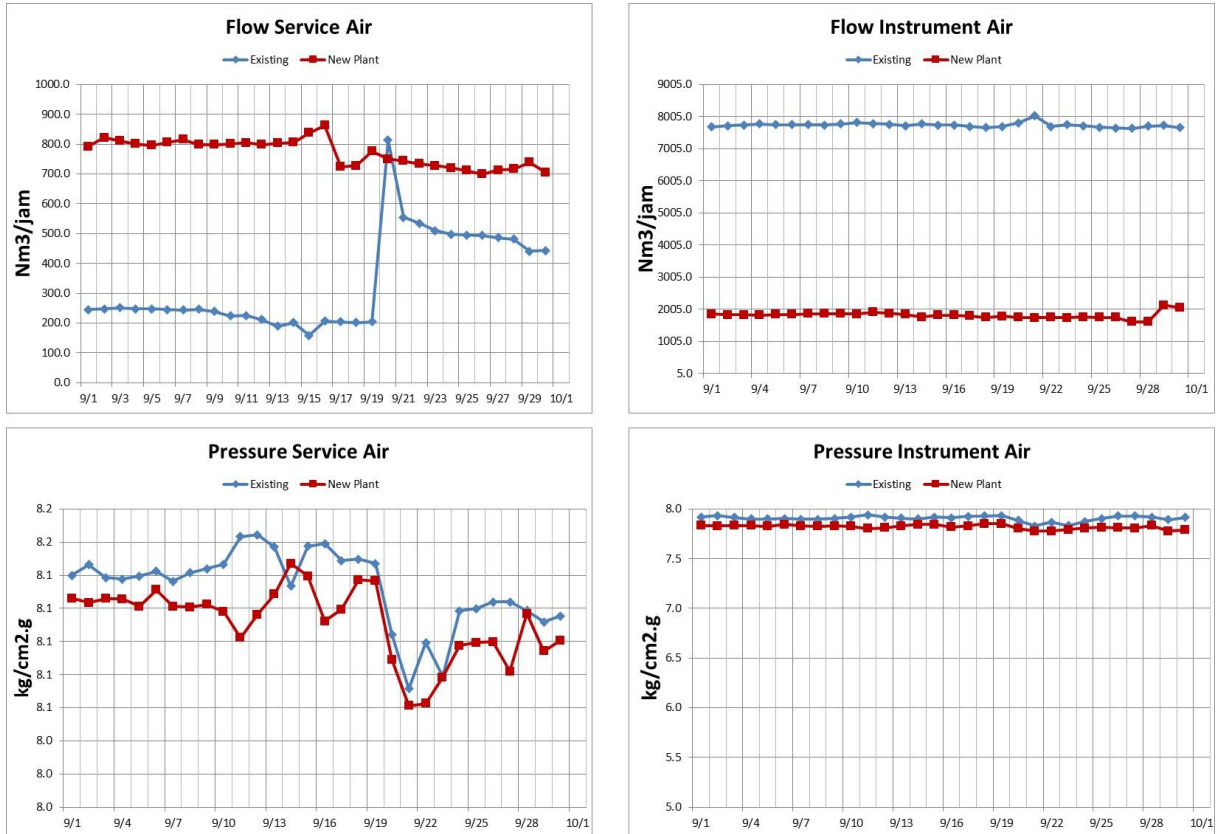 Flow Service Air
Existing New Plant
1000.0
900.0
800.0
700.0
600.0
500.0
400.0
300.0
200.0
100.0
0.0
Nm3/jam
9/1 9/3 9/5 9/7 9/9 9/11 9/13 9/15 9/17 9/19 9/21 9/23 9/25 9/27 9/29 10/1
Flow Instrument Air
Existing New Plant
9005.0
8005.0
7005.0
6005.0
5005.0
4005.0
3005.0
2005.0
1005.0
5.0
Nm3/jam
9/1 9/4 9/7 9/10 9/13 9/16 9/19 9/22 9/25 9/28 10/1
Pressure Service Air
Existing New Plant
8.2
8.2
8.1
8.1
8.1
8.1
8.1
8.0
8.0
8.0
kg/cm2.g
9/1 9/4 9/7 9/10 9/13 9/16 9/19 9/22 9/25 9/28 10/1
Pressure Instrument Air
Existing New Plant
8.0
7.5
7.0
6.5
6.0
5.5
5.0
kg/cm2.g
9/1 9/4 9/7 9/10 9/13 9/16 9/19 9/22 9/25 9/28 10/1